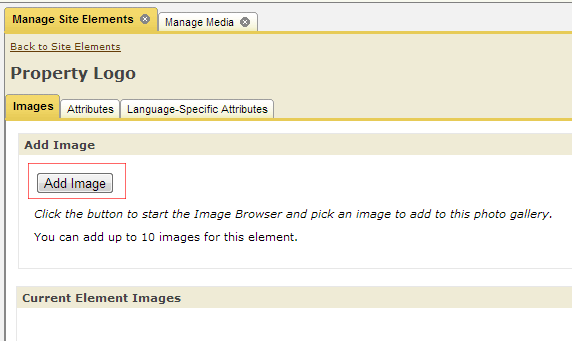 Manage Site Elements
Manage Media
Back to Site Elements
Property Logo
Images
Attributes
Language-Specific Attributes
Add Image
Add Image
Click the button to start the Image Browser and pick an image to add to this photo gallery.
You can add up to 10 images for this element.
Current Element Images